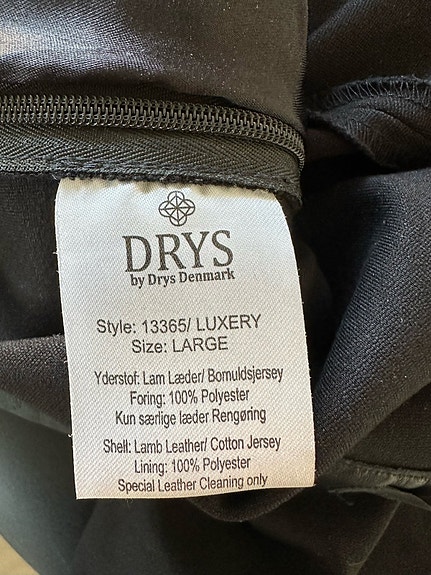 DRYS
by Drys Denmark
Style: 13365/ LUXERY
Size: LARGE
Yderstof: Lam Læder/ Bomuldsjersey
Foring: 100% Polyester
Kun særlige læder Rengøring
Shell: Lamb Leather/ Cotton Jersey
Lining: 100% Polyester
Special Leather Cleaning only